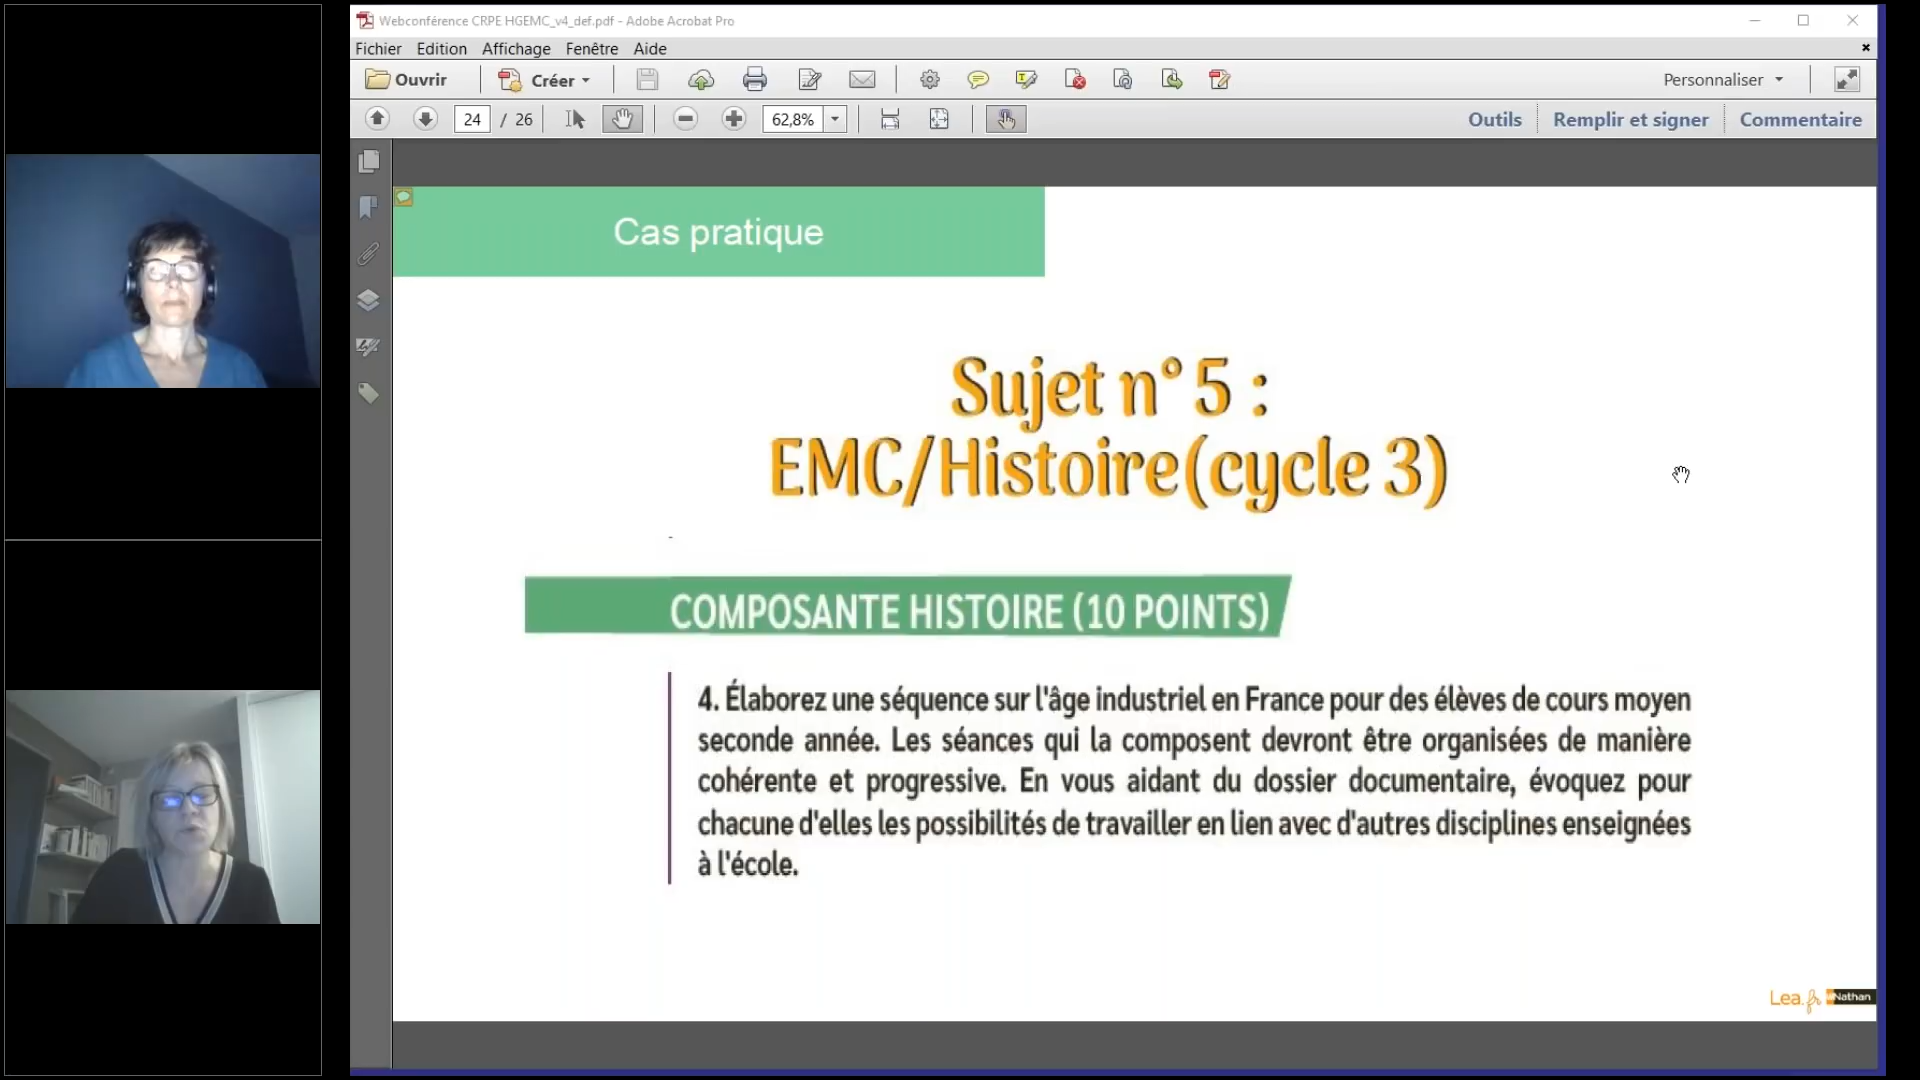 Webconférence CRPE HGEMC_v4_def.pdf - Adobe Acrobat Pro
Fichier Edition Affichage Fenêtre Aide
Ouvrir Créer Personnaliser
24 / 26 62,8% Outils Remplir et signer Commentaire
Cas pratique
Sujet n° 5 :
EMC/Histoire(cycle 3)
COMPOSANTE HISTOIRE (10 POINTS)
4. Élaborez une séquence sur l'âge industriel en France pour des élèves de cours moyen
seconde année. Les séances qui la composent devront être organisées de manière
cohérente et progressive. En vous aidant du dossier documentaire, évoquez pour
chacune d'elles les possibilités de travailler en lien avec d'autres disciplines enseignées
à l'école.
Lea.fr Nathan